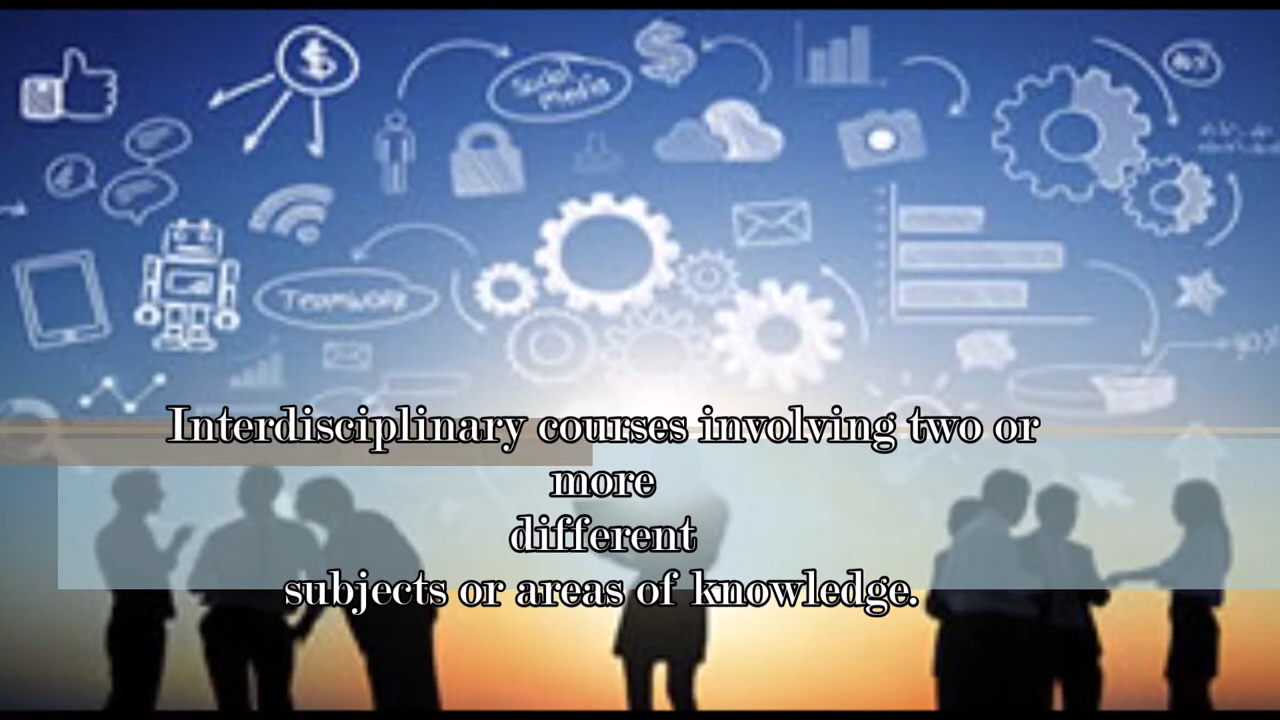 Social
Media
Teamwork
Interdisciplinary courses involving two or
more
different
subjects or areas of knowledge.